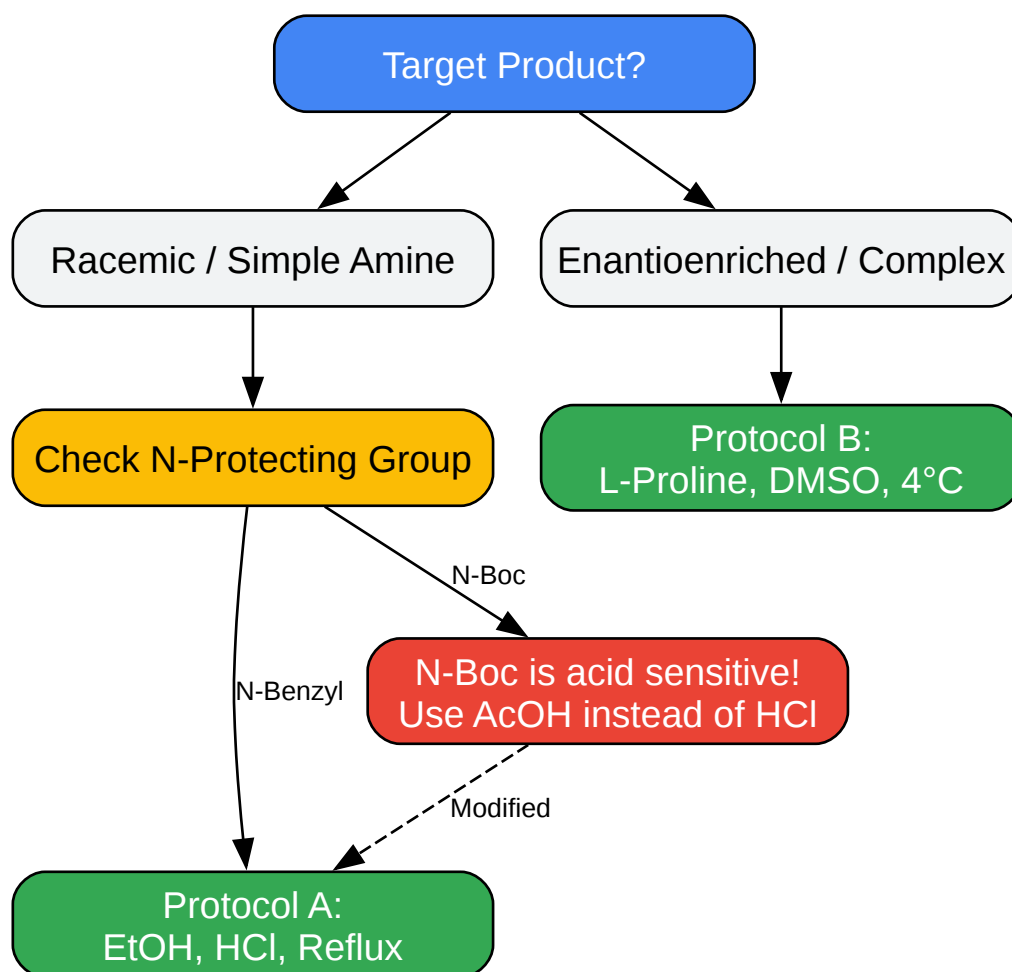 Target Product?
Racemic / Simple Amine
Enantioenriched / Complex
Check N-Protecting Group
Protocol B:
L-Proline, DMSO, 4°C
N-Boc
N-Boc is acid sensitive!
Use AcOH instead of HCl
N-Benzyl
Modified
Protocol A:
EtOH, HCl, Reflux